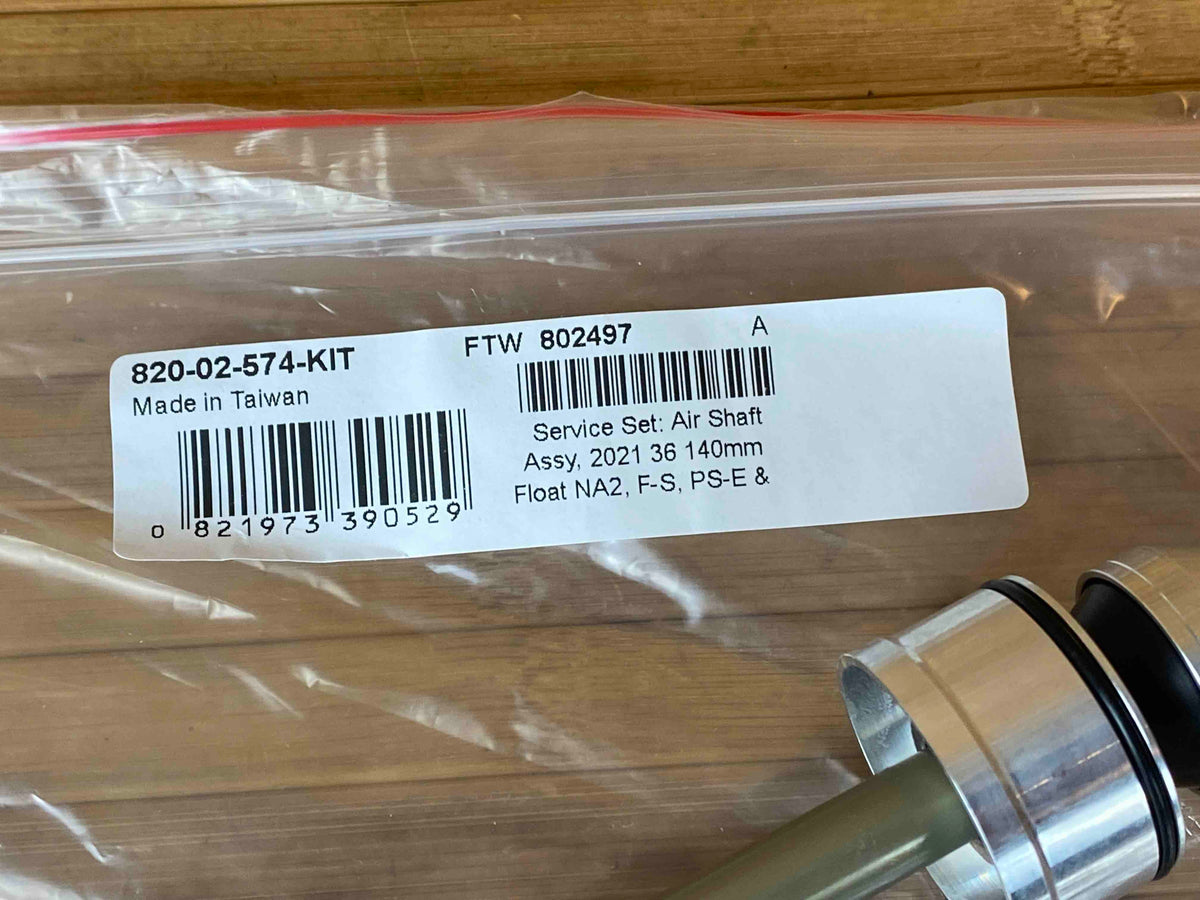 820-02-574-KIT
Made in Taiwan
0 821973 390529
FTW 802497 A
Service Set: Air Shaft
Assy, 2021 36 140mm
Float NA2, F-S, PS-E &